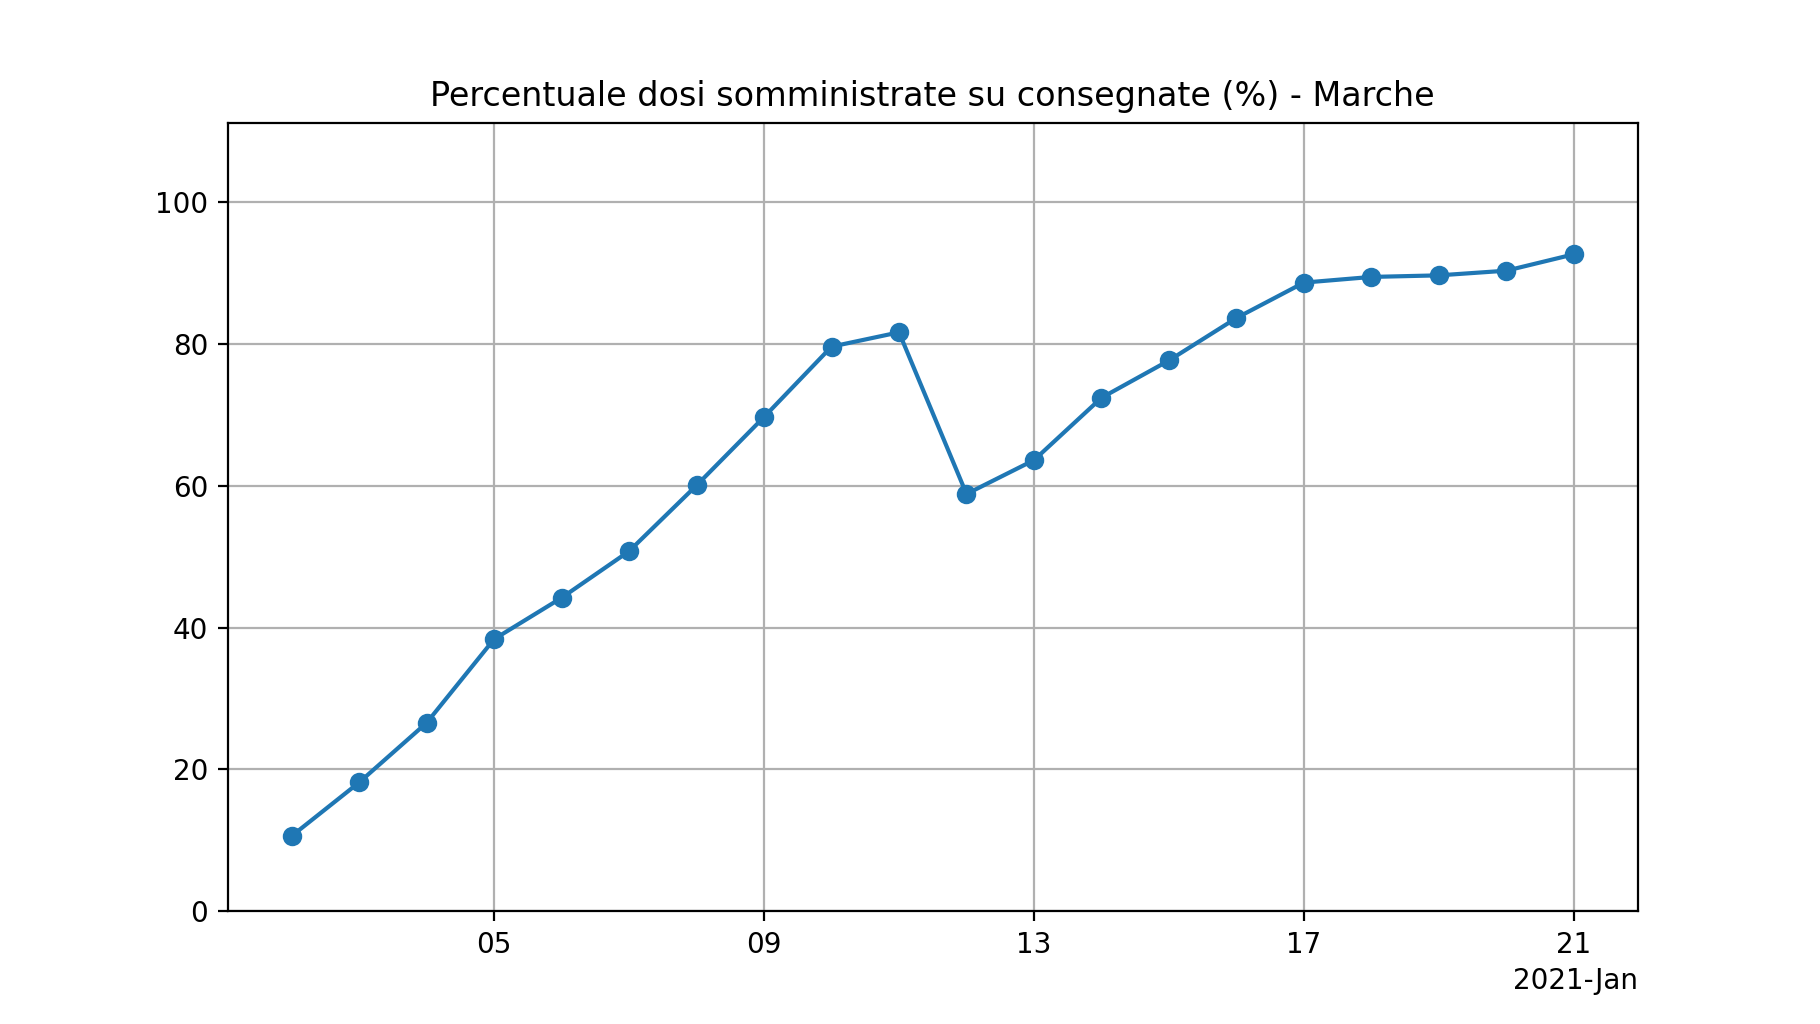 Percentuale dosi somministrate su consegnate (%) - Marche
100
80
60
40
20
0
05 09 13 17 21
2021-Jan